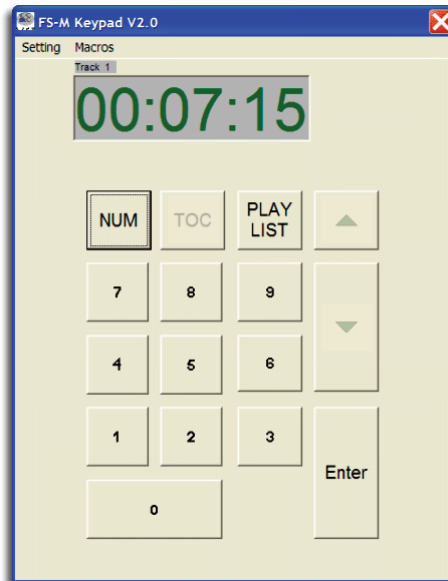 FS-M Keypad V2.0
Setting Macros
Track 1
00:07:15
NUM TOC PLAY LIST
7 8 9
4 5 6
1 2 3
Enter
0